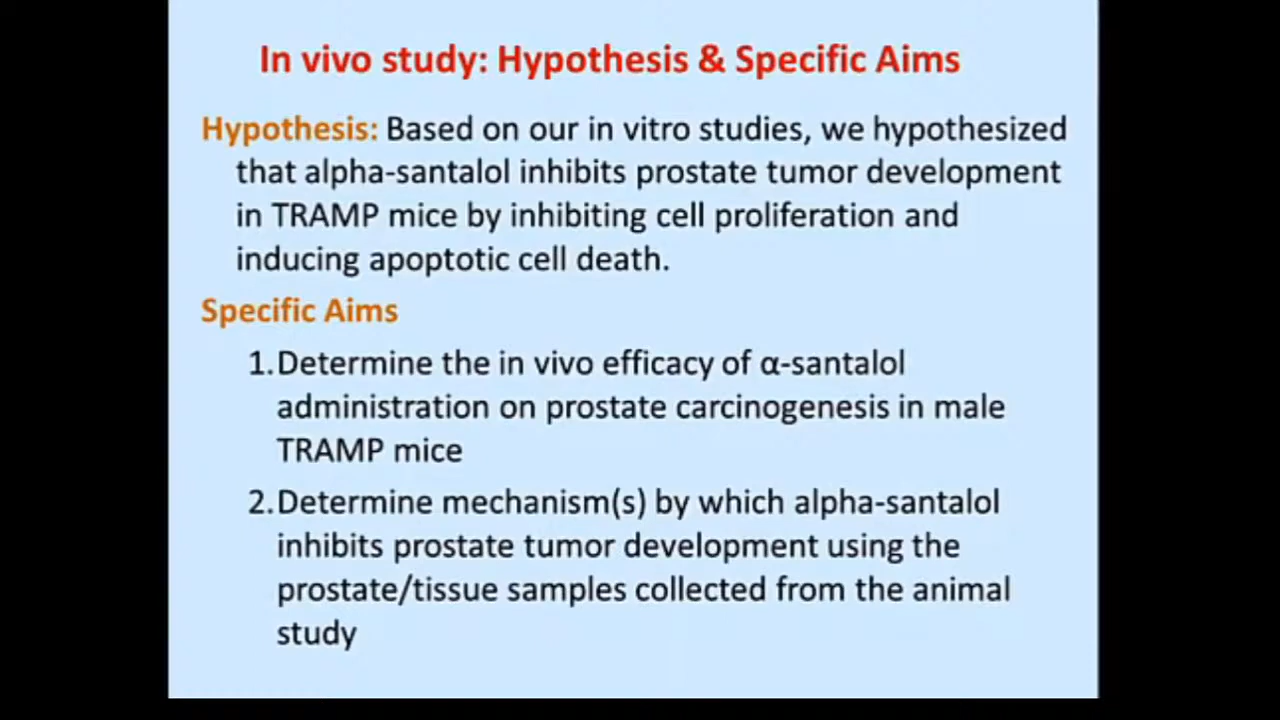 In vivo study: Hypothesis & Specific Aims
Hypothesis: Based on our in vitro studies, we hypothesized
that alpha-santalol inhibits prostate tumor development
in TRAMP mice by inhibiting cell proliferation and
inducing apoptotic cell death.
Specific Aims
1. Determine the in vivo efficacy of α-santalol
administration on prostate carcinogenesis in male
TRAMP mice
2. Determine mechanism(s) by which alpha-santalol
inhibits prostate tumor development using the
prostate/tissue samples collected from the animal
study